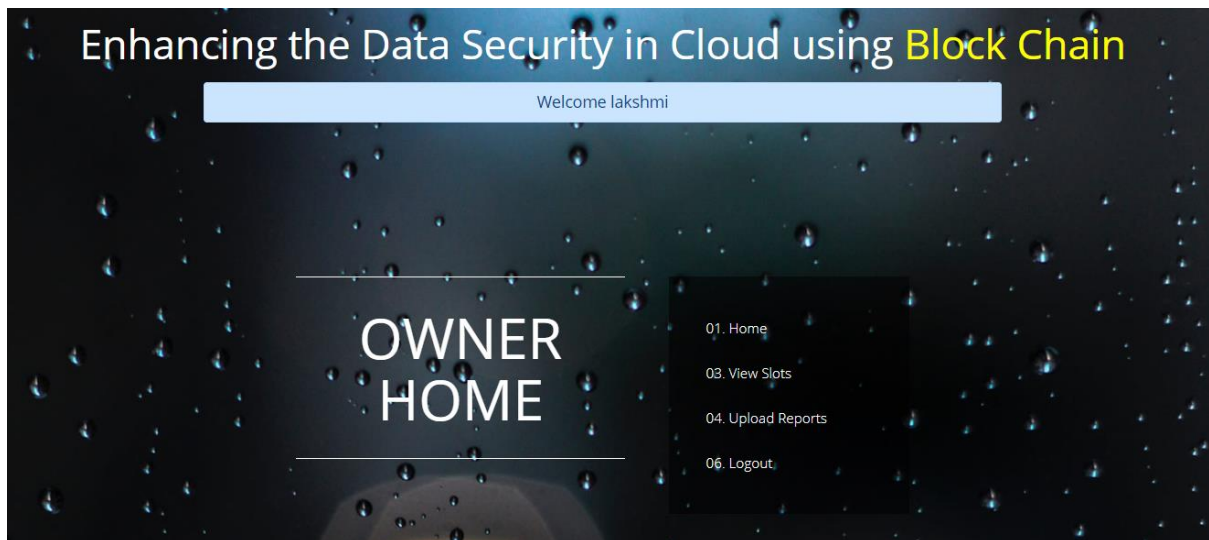 Enhancing the Data Security in Cloud using Block Chain
Welcome lakshmi
OWNER
HOME
01. Home
03. View Slots
04. Upload Reports
06. Logout